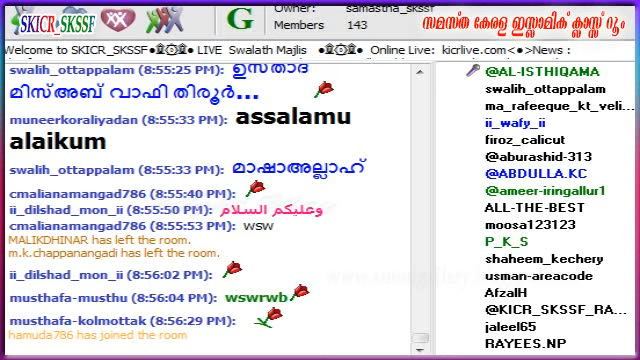 SKICR_SKSSF
G
Owner: samastha_skssf
Members 143
സമസ്ത കേരള ഇസ്ലാമിക് ക്ലാസ്സ് റൂം
Welcome to SKICR_SKSSF●۩۞۩● LIVE Swalath Majlis ●۩۞۩● Online Live: kicrlive.com<●>News :
swalih_ottappalam (8:55:25 PM): ഉസ്താദ്
മിസ്അബ് വാഫി തിരൂർ...
muneerkoraliyadan (8:55:33 PM): assalamu
alaikum
swalih_ottappalam (8:55:33 PM): മാഷാഅല്ലാഹ്
cmalianamangad786 (8:55:40 PM):
ii_dilshad_mon_ii (8:55:50 PM): وعليكم السلام
cmalianamangad786 (8:55:53 PM): wsw
MALIKDHINAR has left the room.
m.k.chappanangadi has left the room.
ii_dilshad_mon_ii (8:56:02 PM):
musthafa-musthu (8:56:04 PM): wswrwb
musthafa-kolmottak (8:56:29 PM):
hamuda786 has joined the room
@AL-ISTHIQAMA
swalih_ottappalam
ma_rafeeque_kt_veli...
ii_wafy_ii
firoz_calicut
@aburashid-313
@ABDULLA.KC
@ameer-iringallur1
ALL-THE-BEST
moosa123123
P_K_S
shaheem_kechery
usman-areacode
AfzalH
@KICR_SKSSF_RA...
jaleel65
RAYEES.NP